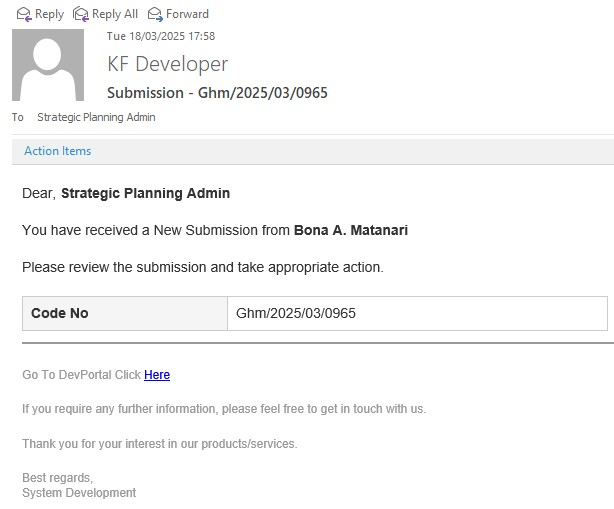 Reply Reply All Forward
Tue 18/03/2025 17:58
KF Developer
Submission - Ghm/2025/03/0965
To Strategic Planning Admin
Action Items
Dear, Strategic Planning Admin
You have received a New Submission from Bona A. Matanari
Please review the submission and take appropriate action.
Code No Ghm/2025/03/0965
Go To DevPortal Click Here
If you require any further information, please feel free to get in touch with us.
Thank you for your interest in our products/services.
Best regards,
System Development